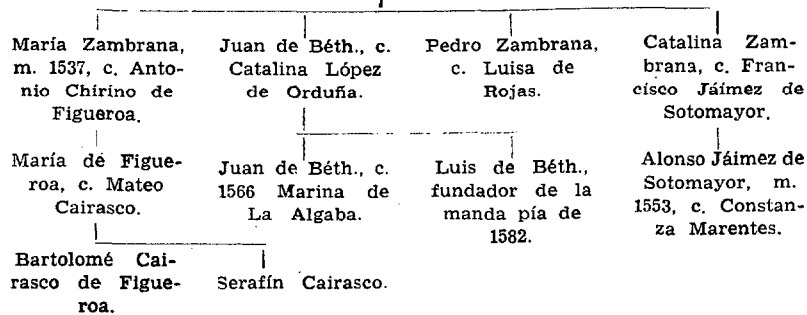 María Zambrana,
m. 1537, c. Anto-
nio Chirino de
Figueroa.
Juan de Béth., c.
Catalina López
de Orduña.
Pedro Zambrana,
c. Luisa de
Rojas.
Catalina Zam-
brana, c. Fran-
cisco Jáimez de
Sotomayor.
María de Figue-
roa, c. Mateo
Cairasco.
Juan de Béth., c.
1566 Marina de
La Algaba.
Luis de Béth.,
fundador de la
manda pía de
1582.
Alonso Jáimez de
Sotomayor, m.
1553, c. Constan-
za Marentes.
Bartolomé Cai-
rasco de Figue-
roa.
Serafín Cairasco.